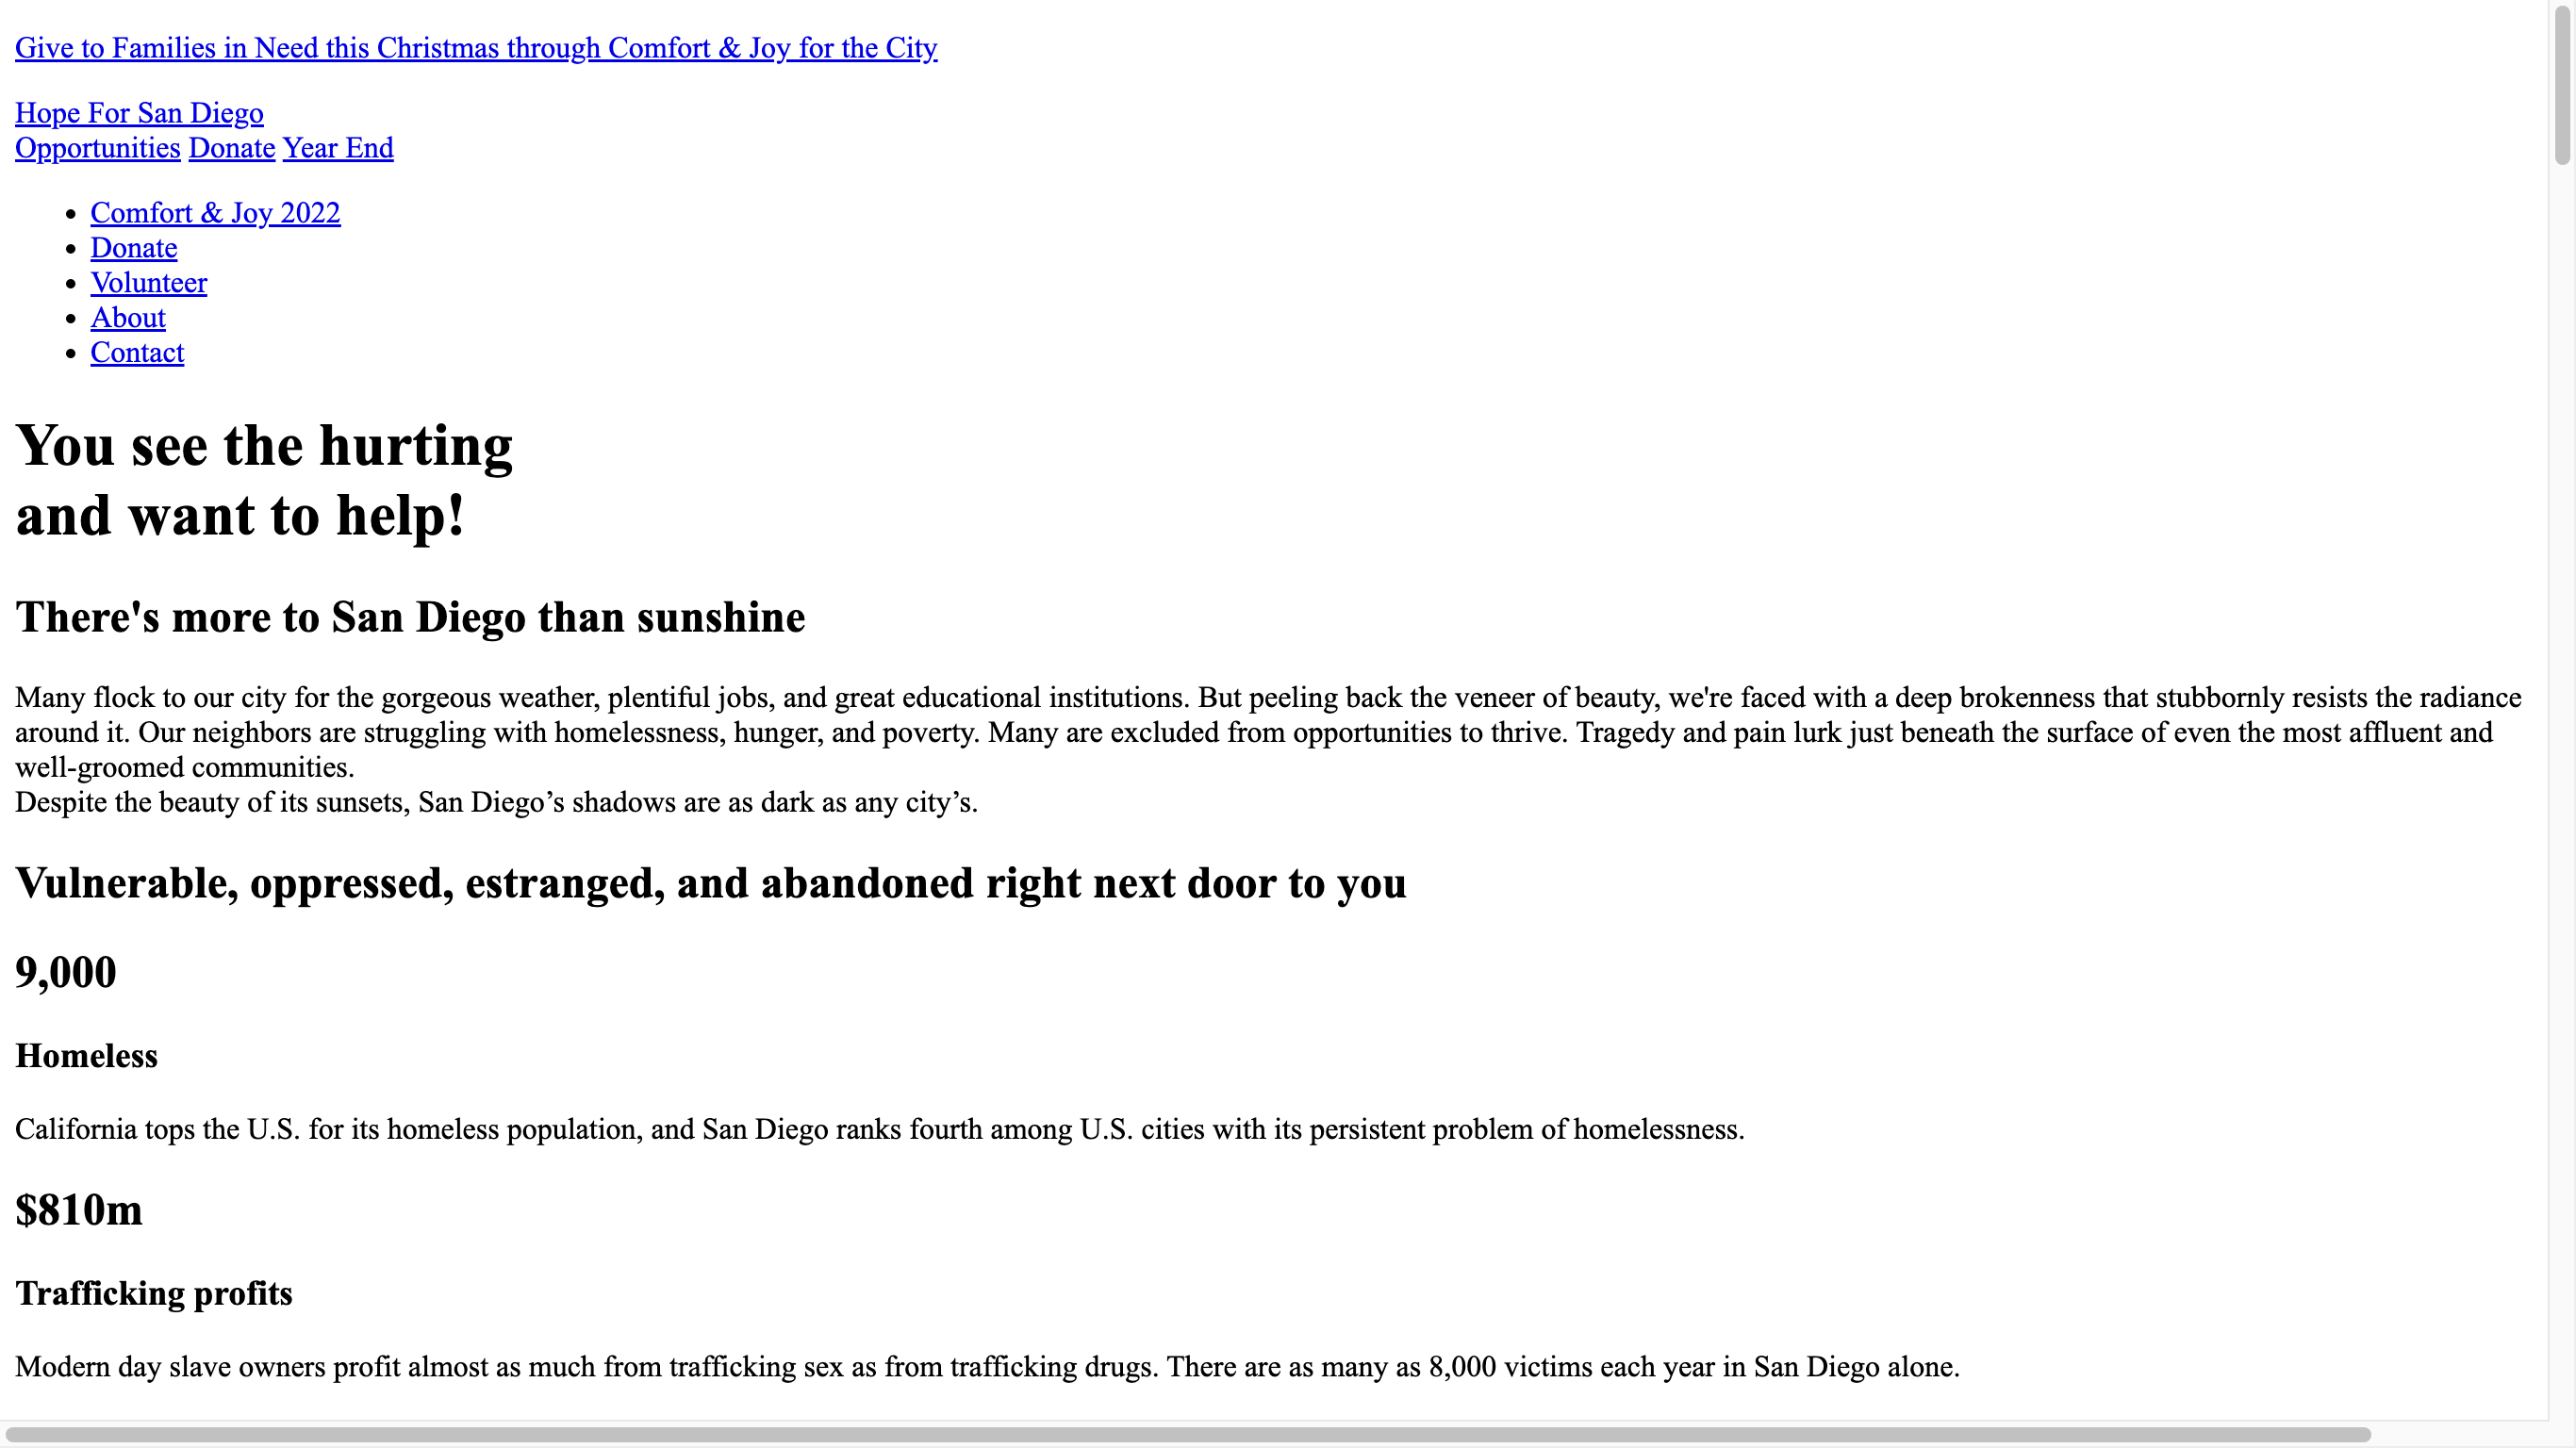 Give to Families in Need this Christmas through Comfort & Joy for the City
Hope For San Diego
Opportunities Donate Year End
Comfort & Joy 2022
Donate
Volunteer
About
Contact
You see the hurting
and want to help!
There's more to San Diego than sunshine
Many flock to our city for the gorgeous weather, plentiful jobs, and great educational institutions. But peeling back the veneer of beauty, we're faced with a deep brokenness that stubbornly resists the radiance
around it. Our neighbors are struggling with homelessness, hunger, and poverty. Many are excluded from opportunities to thrive. Tragedy and pain lurk just beneath the surface of even the most affluent and
well-groomed communities.
Despite the beauty of its sunsets, San Diego’s shadows are as dark as any city’s.
Vulnerable, oppressed, estranged, and abandoned right next door to you
9,000
Homeless
California tops the U.S. for its homeless population, and San Diego ranks fourth among U.S. cities with its persistent problem of homelessness.
$810m
Trafficking profits
Modern day slave owners profit almost as much from trafficking sex as from trafficking drugs. There are as many as 8,000 victims each year in San Diego alone.